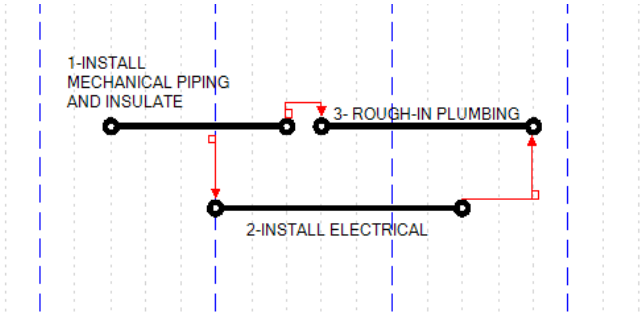 1-INSTALL
MECHANICAL PIPING
AND INSULATE
3- ROUGH-IN PLUMBING
2-INSTALL ELECTRICAL